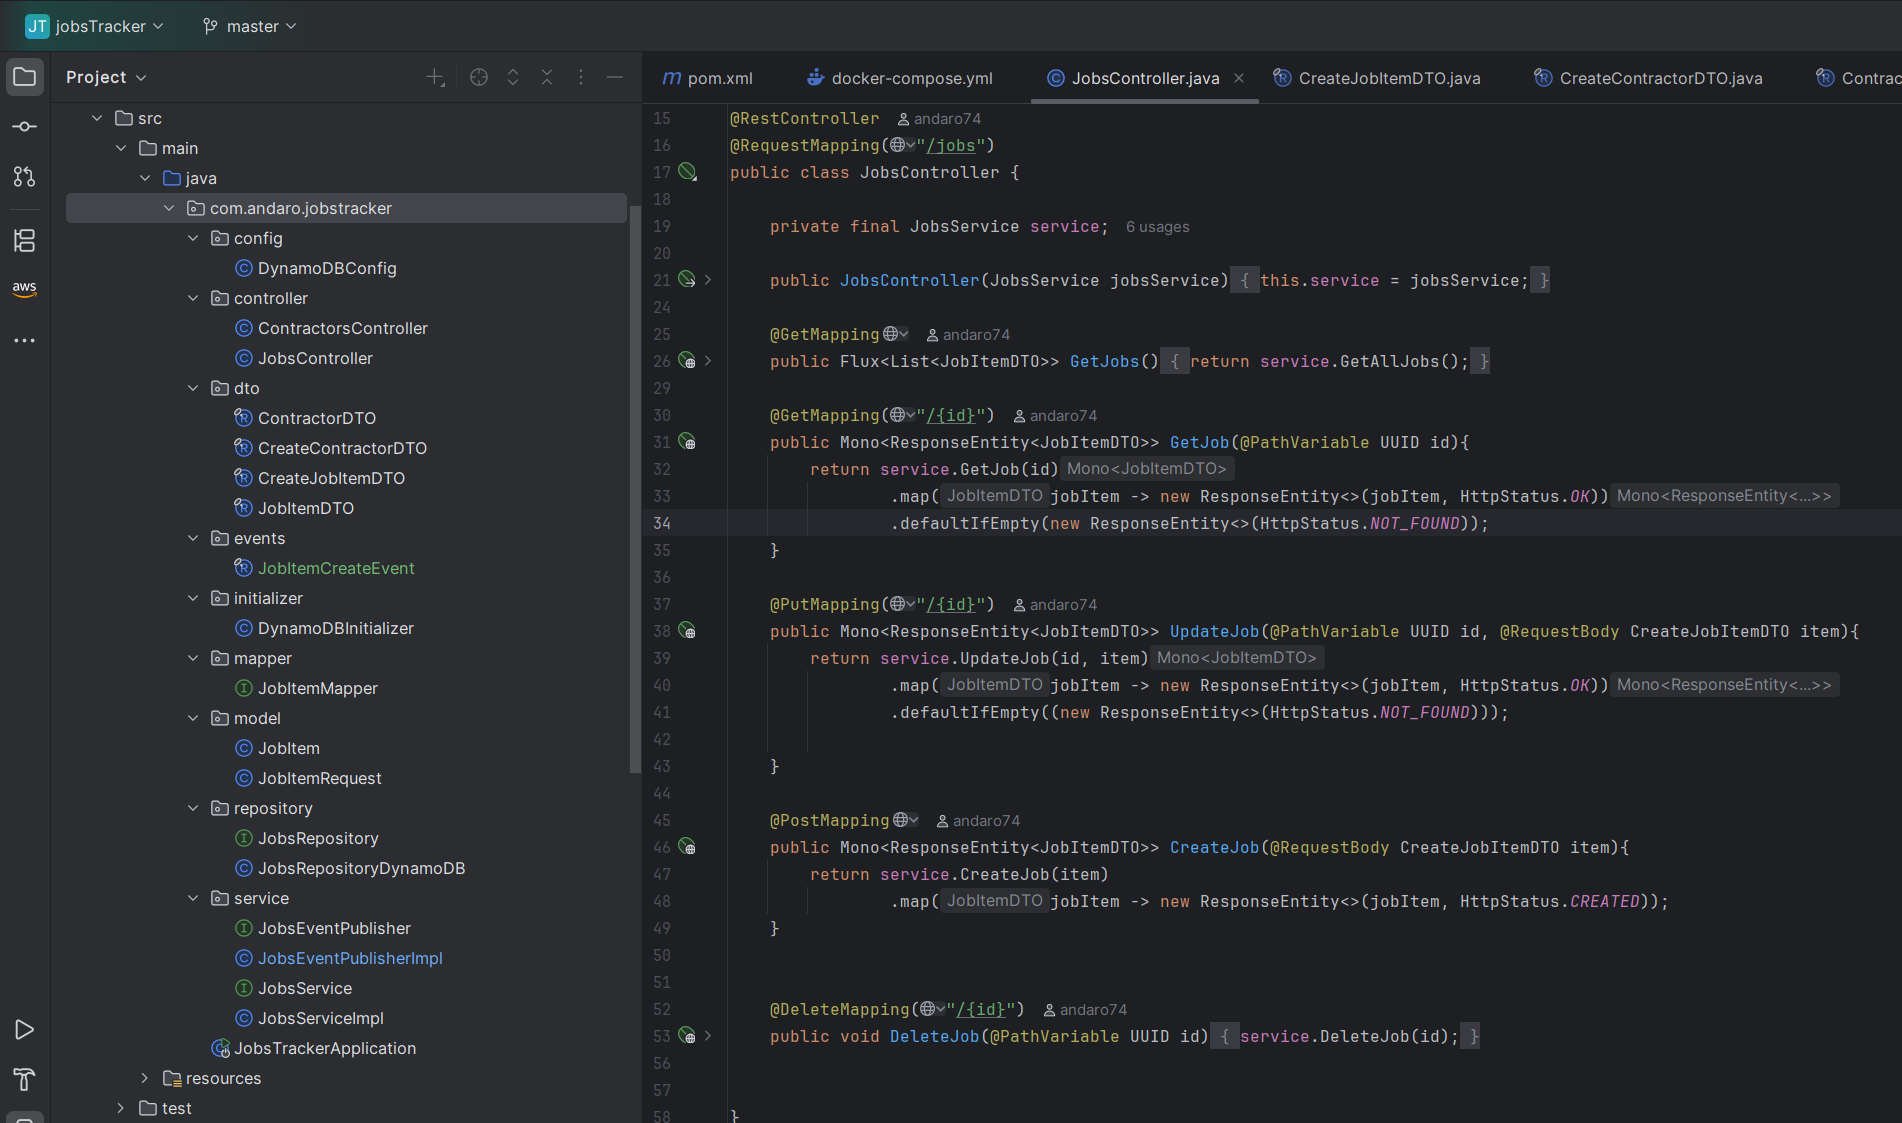 JT jobsTracker master
Project
pom.xml docker-compose.yml JobsController.java CreateJobItemDTO.java CreateContractorDTO.java Contrac
src
main
java
com.andaro.jobstracker
config
DynamoDBConfig
controller
ContractorsController
JobsController
dto
ContractorDTO
CreateContractorDTO
CreateJobItemDTO
JobItemDTO
events
JobItemCreateEvent
initializer
DynamoDBInitializer
mapper
JobItemMapper
model
JobItem
JobItemRequest
repository
JobsRepository
JobsRepositoryDynamoDB
service
JobsEventPublisher
JobsEventPublisherImpl
JobsService
JobsServiceImpl
JobsTrackerApplication
resources
test
aws
15 @RestController andaro74
16 @RequestMapping("/jobs")
17 public class JobsController {
18
19 private final JobsService service; 6 usages
20
21 public JobsController(JobsService jobsService) { this.service = jobsService; }
24
25 @GetMapping andaro74
26 public Flux<List<JobItemDTO>> GetJobs() { return service.GetAllJobs(); }
29
30 @GetMapping("/{id}") andaro74
31 public Mono<ResponseEntity<JobItemDTO>> GetJob(@PathVariable UUID id){
32 return service.GetJob(id) Mono<JobItemDTO>
33 .map( JobItemDTO jobItem -> new ResponseEntity<>(jobItem, HttpStatus.OK)) Mono<ResponseEntity<...>>
34 .defaultIfEmpty(new ResponseEntity<>(HttpStatus.NOT_FOUND));
35 }
36
37 @PutMapping("/{id}") andaro74
38 public Mono<ResponseEntity<JobItemDTO>> UpdateJob(@PathVariable UUID id, @RequestBody CreateJobItemDTO item){
39 return service.UpdateJob(id, item) Mono<JobItemDTO>
40 .map( JobItemDTO jobItem -> new ResponseEntity<>(jobItem, HttpStatus.OK)) Mono<ResponseEntity<...>>
41 .defaultIfEmpty((new ResponseEntity<>(HttpStatus.NOT_FOUND)));
42
43 }
44
45 @PostMapping andaro74
46 public Mono<ResponseEntity<JobItemDTO>> CreateJob(@RequestBody CreateJobItemDTO item){
47 return service.CreateJob(item)
48 .map( JobItemDTO jobItem -> new ResponseEntity<>(jobItem, HttpStatus.CREATED));
49 }
50
51
52 @DeleteMapping("/{id}") andaro74
53 public void DeleteJob(@PathVariable UUID id) { service.DeleteJob(id); }
56
57
58 }